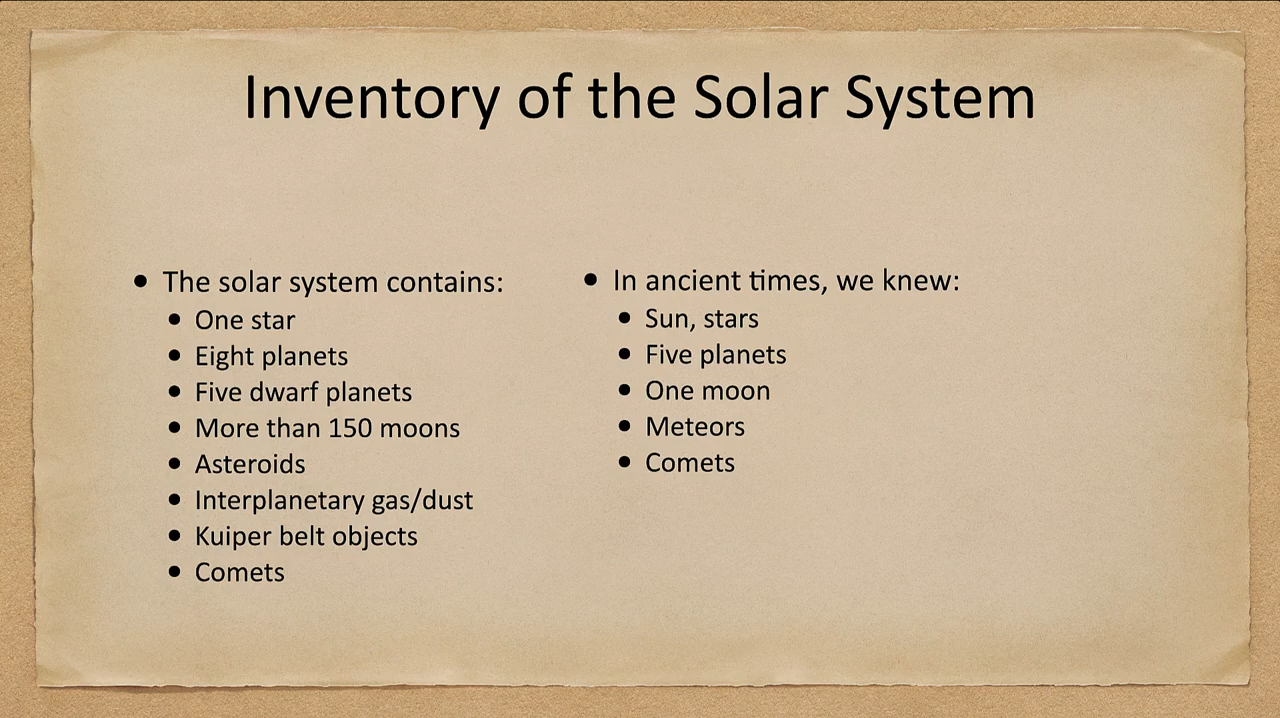 Inventory of the Solar System
• The solar system contains:
• One star
• Eight planets
• Five dwarf planets
• More than 150 moons
• Asteroids
• Interplanetary gas/dust
• Kuiper belt objects
• Comets
• In ancient times, we knew:
• Sun, stars
• Five planets
• One moon
• Meteors
• Comets